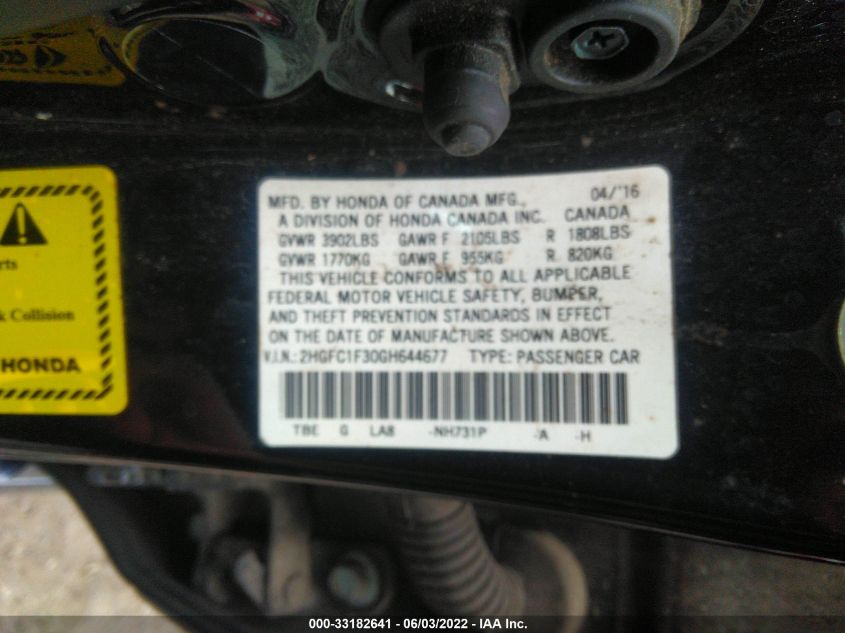 MFD. BY HONDA OF CANADA MFG., 04/'16
A DIVISION OF HONDA CANADA INC. CANADA
GVWR 3902LBS GAWR F 2105LBS R 1808LBS
GVWR 1770KG GAWR F 955KG R 820KG
THIS VEHICLE CONFORMS TO ALL APPLICABLE
FEDERAL MOTOR VEHICLE SAFETY, BUMPER,
AND THEFT PREVENTION STANDARDS IN EFFECT
ON THE DATE OF MANUFACTURE SHOWN ABOVE.
V.I.N.: 2HGFC1F30GH644677 TYPE: PASSENGER CAR
TBE G LA8 -NH731P -A -H
rts
k Collision
HONDA
000-33182641 - 06/03/2022 - IAA Inc.